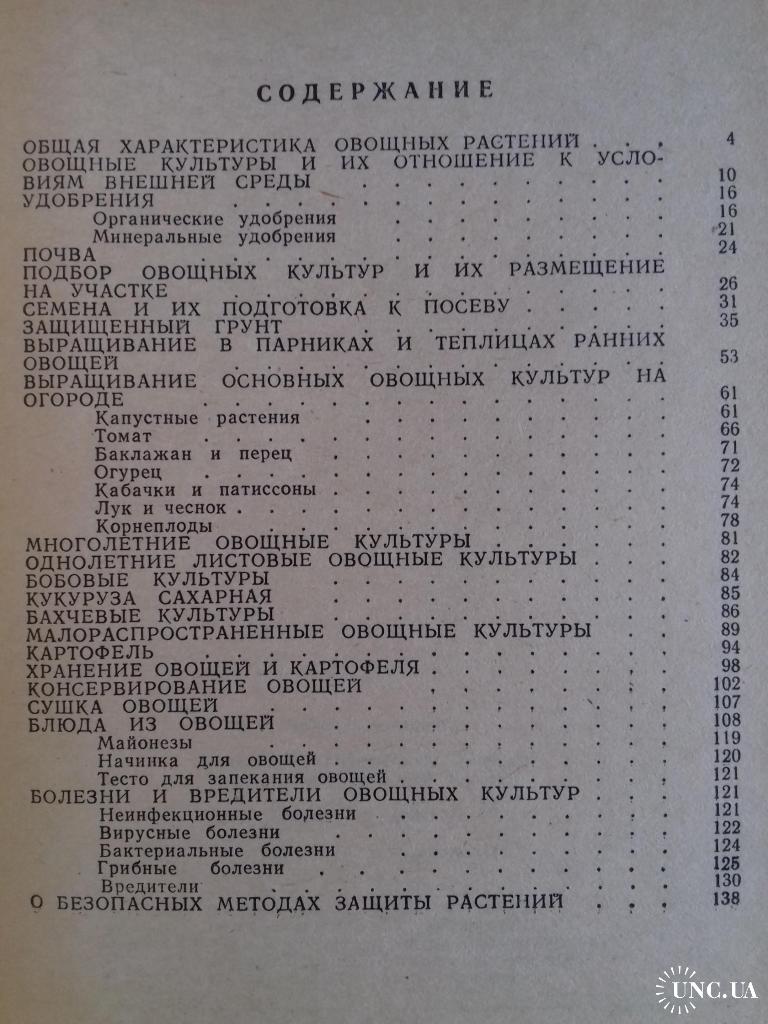 СОДЕРЖАНИЕ
ОБЩАЯ ХАРАКТЕРИСТИКА ОВОЩНЫХ РАСТЕНИЙ . . . 4
ОВОЩНЫЕ КУЛЬТУРЫ И ИХ ОТНОШЕНИЕ К УСЛО-
ВИЯМ ВНЕШНЕЙ СРЕДЫ . . . . . . . . . . 10
УДОБРЕНИЯ . . . . . . . . . . . . . . 16
Органические удобрения . . . . . . . . . 16
Минеральные удобрения . . . . . . . . . 21
ПОЧВА . . . . . . . . . . . . . . . . 24
ПОДБОР ОВОЩНЫХ КУЛЬТУР И ИХ РАЗМЕЩЕНИЕ
НА УЧАСТКЕ . . . . . . . . . . . . . . 26
СЕМЕНА И ИХ ПОДГОТОВКА К ПОСЕВУ . . . . . 31
ЗАЩИЩЕННЫЙ ГРУНТ . . . . . . . . . . 35
ВЫРАЩИВАНИЕ В ПАРНИКАХ И ТЕПЛИЦАХ РАННИХ
ОВОЩЕЙ . . . . . . . . . . . . . . 53
ВЫРАЩИВАНИЕ ОСНОВНЫХ ОВОЩНЫХ КУЛЬТУР НА
ОГОРОДЕ . . . . . . . . . . . . . . 61
Капустные растения . . . . . . . . . . 61
Томат . . . . . . . . . . . . . . . 66
Баклажан и перец . . . . . . . . . . . 71
Огурец . . . . . . . . . . . . . . . 72
Кабачки и патиссоны . . . . . . . . . . . 74
Лук и чеснок . . . . . . . . . . . . . . 74
Корнеплоды . . . . . . . . . . . . . 78
МНОГОЛЕТНИЕ ОВОЩНЫЕ КУЛЬТУРЫ . . . . . . 81
ОДНОЛЕТНИЕ ЛИСТОВЫЕ ОВОЩНЫЕ КУЛЬТУРЫ . . . 82
БОБОВЫЕ КУЛЬТУРЫ . . . . . . . . . . . 84
КУКУРУЗА САХАРНАЯ . . . . . . . . . . . 85
БАХЧЕВЫЕ КУЛЬТУРЫ . . . . . . . . . . . 86
МАЛОРАСПРОСТРАНЕННЫЕ ОВОЩНЫЕ КУЛЬТУРЫ . . 89
КАРТОФЕЛЬ . . . . . . . . . . . . . . . 94
ХРАНЕНИЕ ОВОЩЕЙ И КАРТОФЕЛЯ . . . . . . . . 98
КОНСЕРВИРОВАНИЕ ОВОЩЕЙ . . . . . . . . 102
СУШКА ОВОЩЕЙ . . . . . . . . . . . . . 107
БЛЮДА ИЗ ОВОЩЕЙ . . . . . . . . . . . 108
Майонезы . . . . . . . . . . . . . 119
Начинка для овощей . . . . . . . . . . . 120
Тесто для запекания овощей . . . . . . . . . 121
БОЛЕЗНИ И ВРЕДИТЕЛИ ОВОЩНЫХ КУЛЬТУР . . . 121
Неинфекционные болезни . . . . . . . . . 121
Вирусные болезни . . . . . . . . . . . 122
Бактериальные болезни . . . . . . . . . 124
Грибные болезни . . . . . . . . . . . 125
Вредители . . . . . . . . . . . . . 130
О БЕЗОПАСНЫХ МЕТОДАХ ЗАЩИТЫ РАСТЕНИЙ . . . 138
UNC.UA